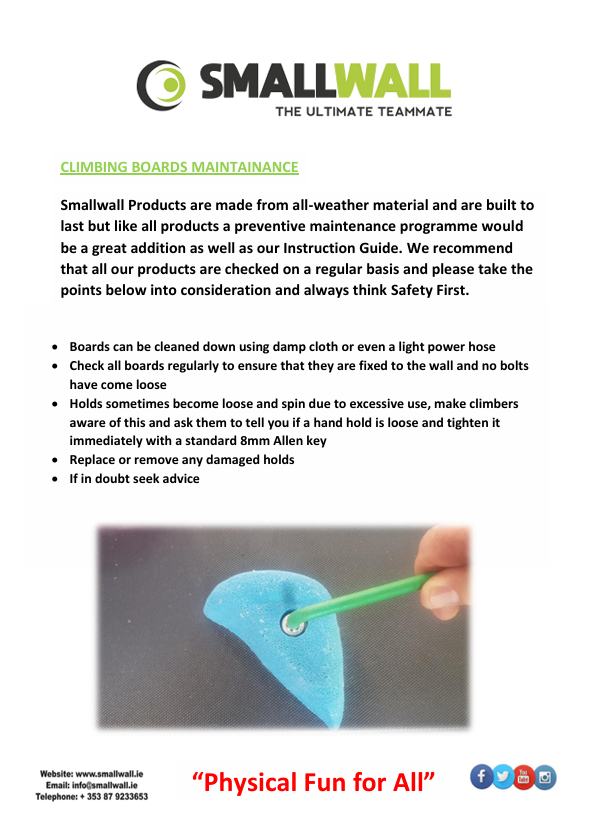 SMALLWALL
THE ULTIMATE TEAMMATE
CLIMBING BOARDS MAINTAINANCE
Smallwall Products are made from all-weather material and are built to
last but like all products a preventive maintenance programme would
be a great addition as well as our Instruction Guide. We recommend
that all our products are checked on a regular basis and please take the
points below into consideration and always think Safety First.
• Boards can be cleaned down using damp cloth or even a light power hose
• Check all boards regularly to ensure that they are fixed to the wall and no bolts
have come loose
• Holds sometimes become loose and spin due to excessive use, make climbers
aware of this and ask them to tell you if a hand hold is loose and tighten it
immediately with a standard 8mm Allen key
• Replace or remove any damaged holds
• If in doubt seek advice
Website: www.smallwall.ie
Email: info@smallwall.ie
Telephone: + 353 87 9233653
“Physical Fun for All”
You
Tube